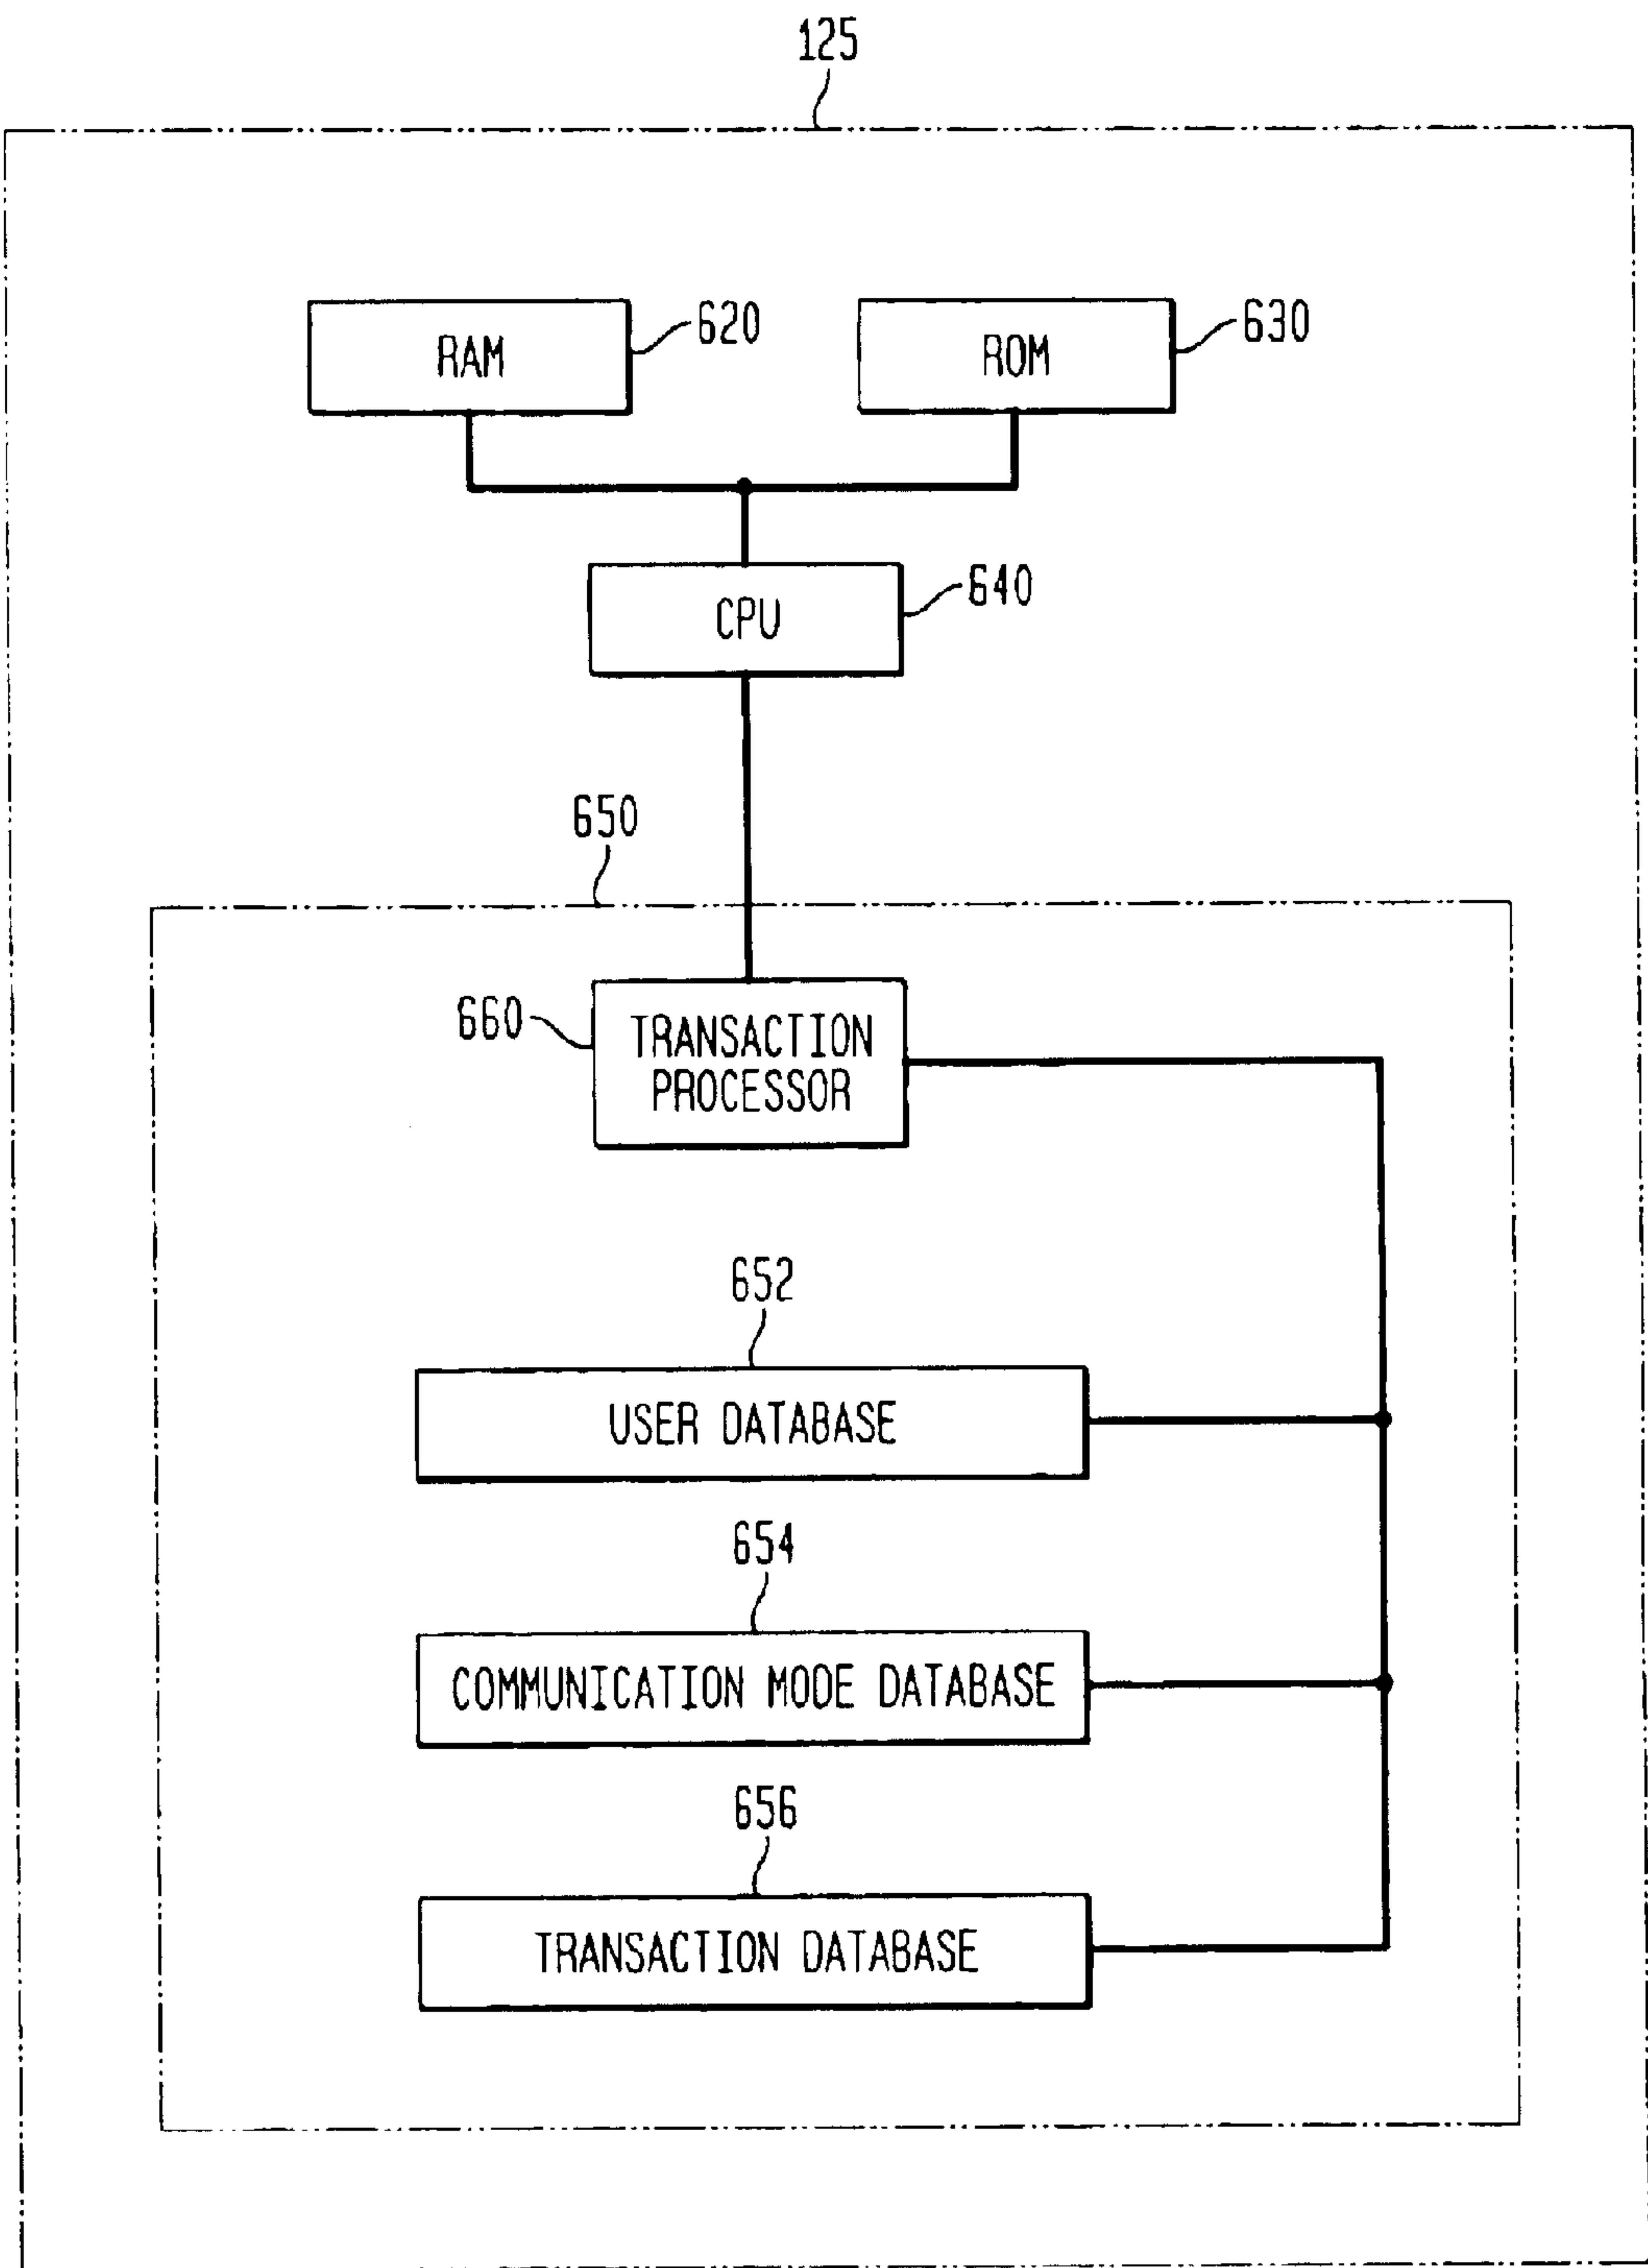 125
RAM
620
ROM
630
CPU
640
650
660
TRANSACTION
PROCESSOR
652
USER DATABASE
654
COMMUNICATION MODE DATABASE
656
TRANSACTION DATABASE